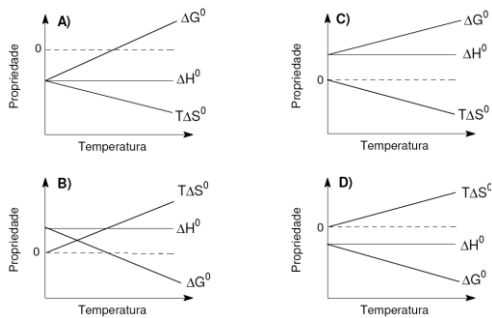 A)
ΔG⁰
0
ΔH⁰
TΔS⁰
Propriedade
Temperatura
C)
ΔG⁰
ΔH⁰
0
TΔS⁰
Propriedade
Temperatura
B)
TΔS⁰
ΔH⁰
0
ΔG⁰
Propriedade
Temperatura
D)
TΔS⁰
0
ΔH⁰
ΔG⁰
Propriedade
Temperatura